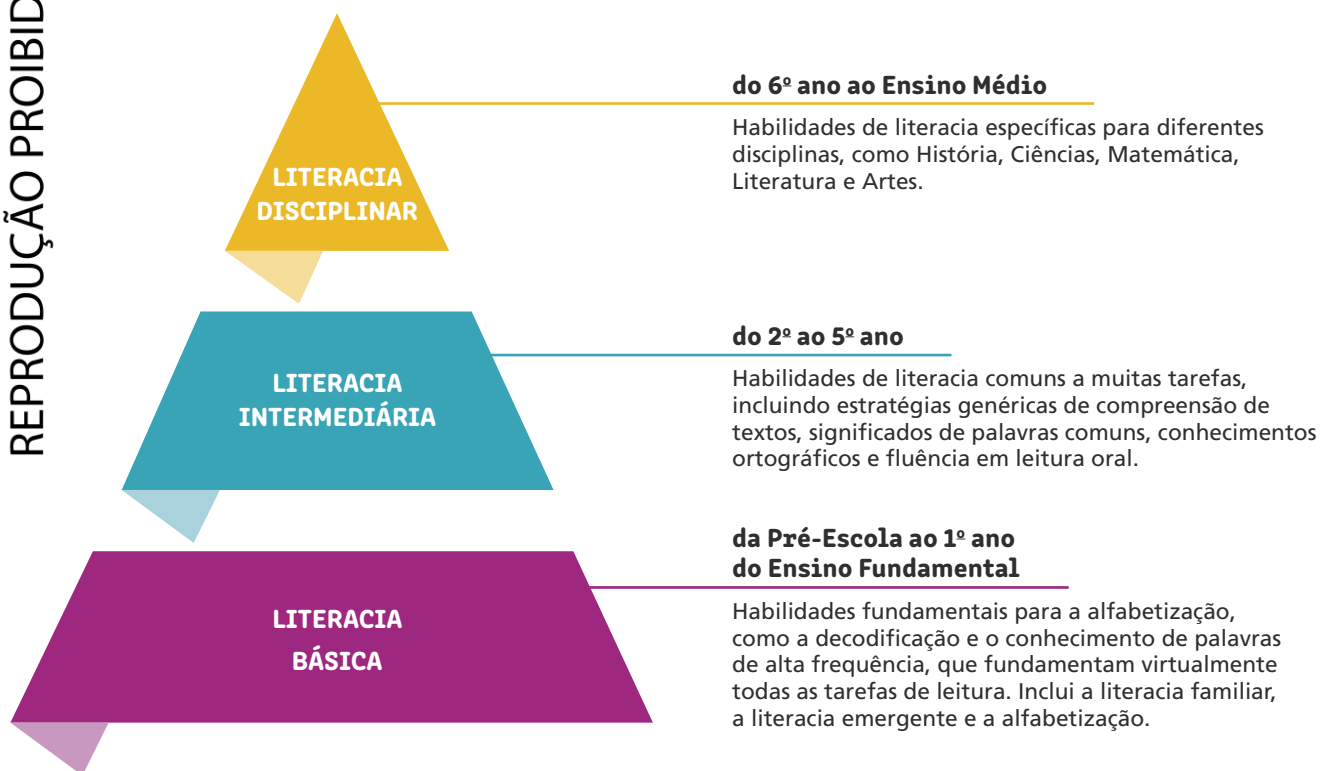 REPRODUÇÃO PROIBID
LITERACIA
DISCIPLINAR
do 6º ano ao Ensino Médio
Habilidades de literacia específicas para diferentes
disciplinas, como História, Ciências, Matemática,
Literatura e Artes.
LITERACIA
INTERMEDIÁRIA
do 2º ao 5º ano
Habilidades de literacia comuns a muitas tarefas,
incluindo estratégias genéricas de compreensão de
textos, significados de palavras comuns, conhecimentos
ortográficos e fluência em leitura oral.
LITERACIA
BÁSICA
da Pré-Escola ao 1º ano
do Ensino Fundamental
Habilidades fundamentais para a alfabetização,
como a decodificação e o conhecimento de palavras
de alta frequência, que fundamentam virtualmente
todas as tarefas de leitura. Inclui a literacia familiar,
a literacia emergente e a alfabetização.